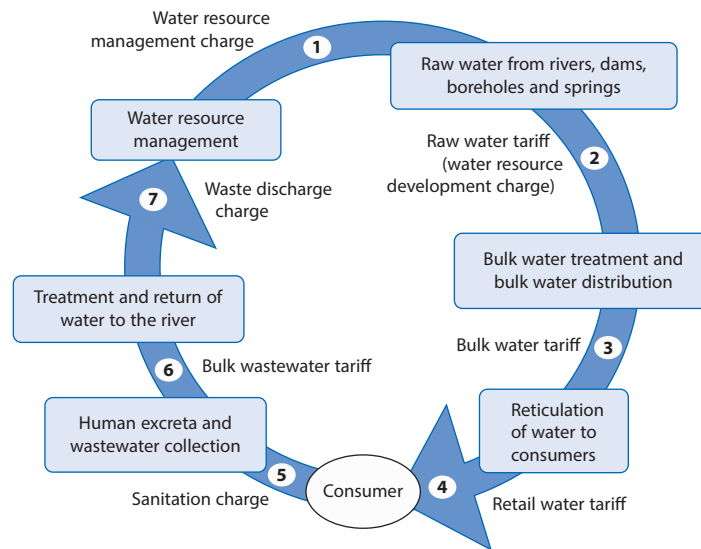 Water resource
management charge
1
Raw water from rivers, dams,
boreholes and springs
Water resource
management
Raw water tariff
(water resource
development charge)
2
7
Waste discharge
charge
Bulk water treatment and
bulk water distribution
Treatment and return of
water to the river
Bulk water tariff
3
6
Bulk wastewater tariff
Reticulation
of water to
consumers
Human excreta and
wastewater collection
5
Consumer
4
Sanitation charge
Retail water tariff